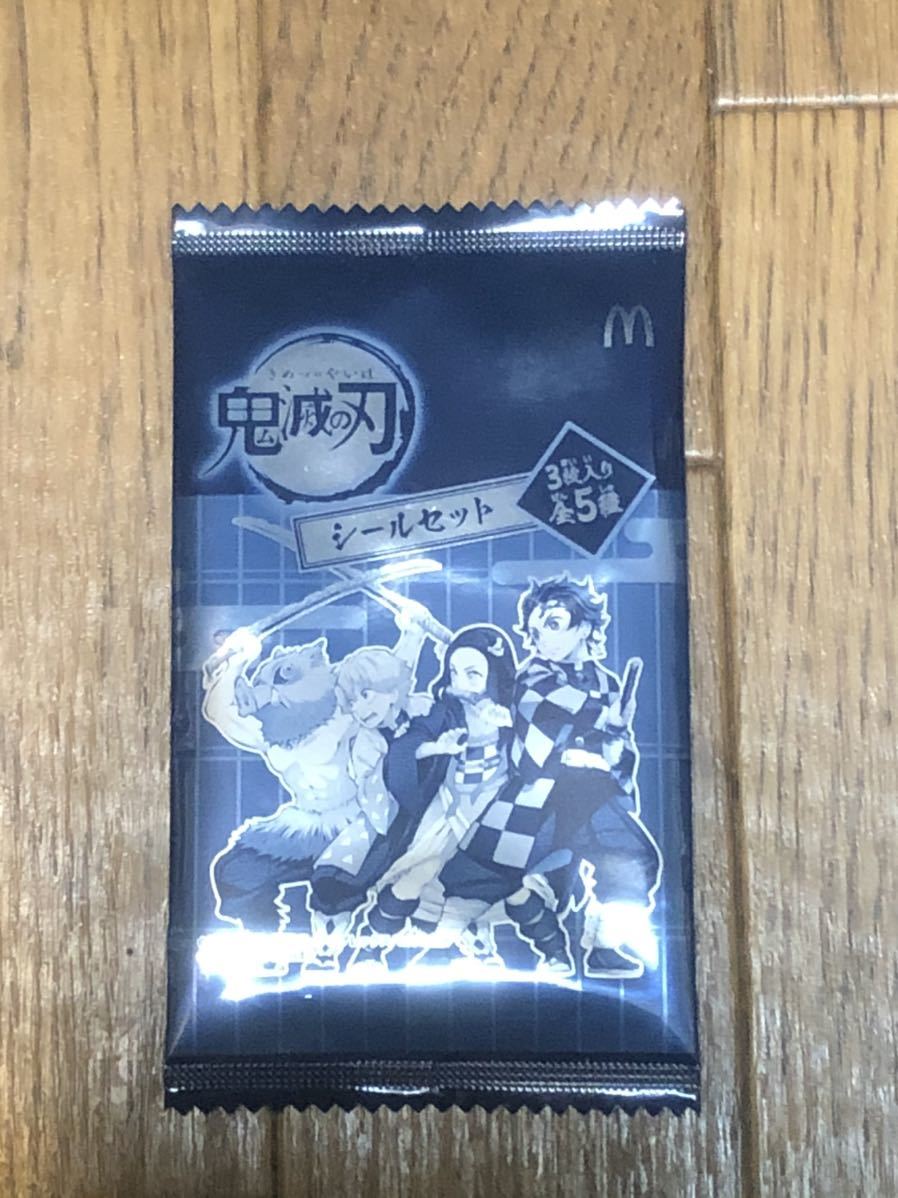 M
きめつのやいば
鬼滅の刃
シールセット
3枚入り
全5種